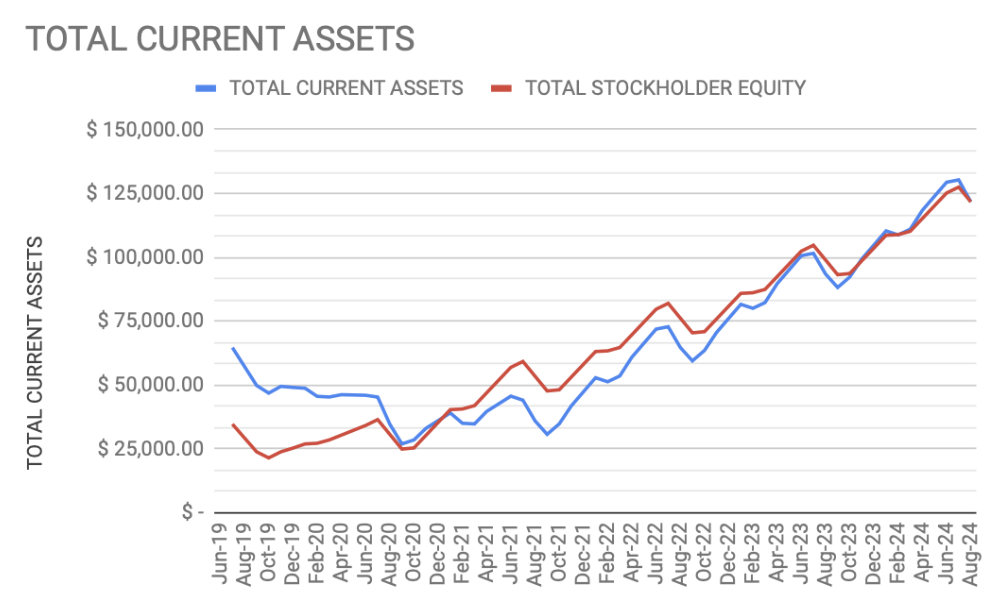 TOTAL CURRENT ASSETS
TOTAL CURRENT ASSETS TOTAL STOCKHOLDER EQUITY
TOTAL CURRENT ASSETS
$ 150,000.00
$ 125,000.00
$ 100,000.00
$ 75,000.00
$ 50,000.00
$ 25,000.00
$ -
Jun-19
Aug-19
Oct-19
Dec-19
Feb-20
Apr-20
Jun-20
Aug-20
Oct-20
Dec-20
Feb-21
Apr-21
Jun-21
Aug-21
Oct-21
Dec-21
Feb-22
Apr-22
Jun-22
Aug-22
Oct-22
Dec-22
Feb-23
Apr-23
Jun-23
Aug-23
Oct-23
Dec-23
Feb-24
Apr-24
Jun-24
Aug-24